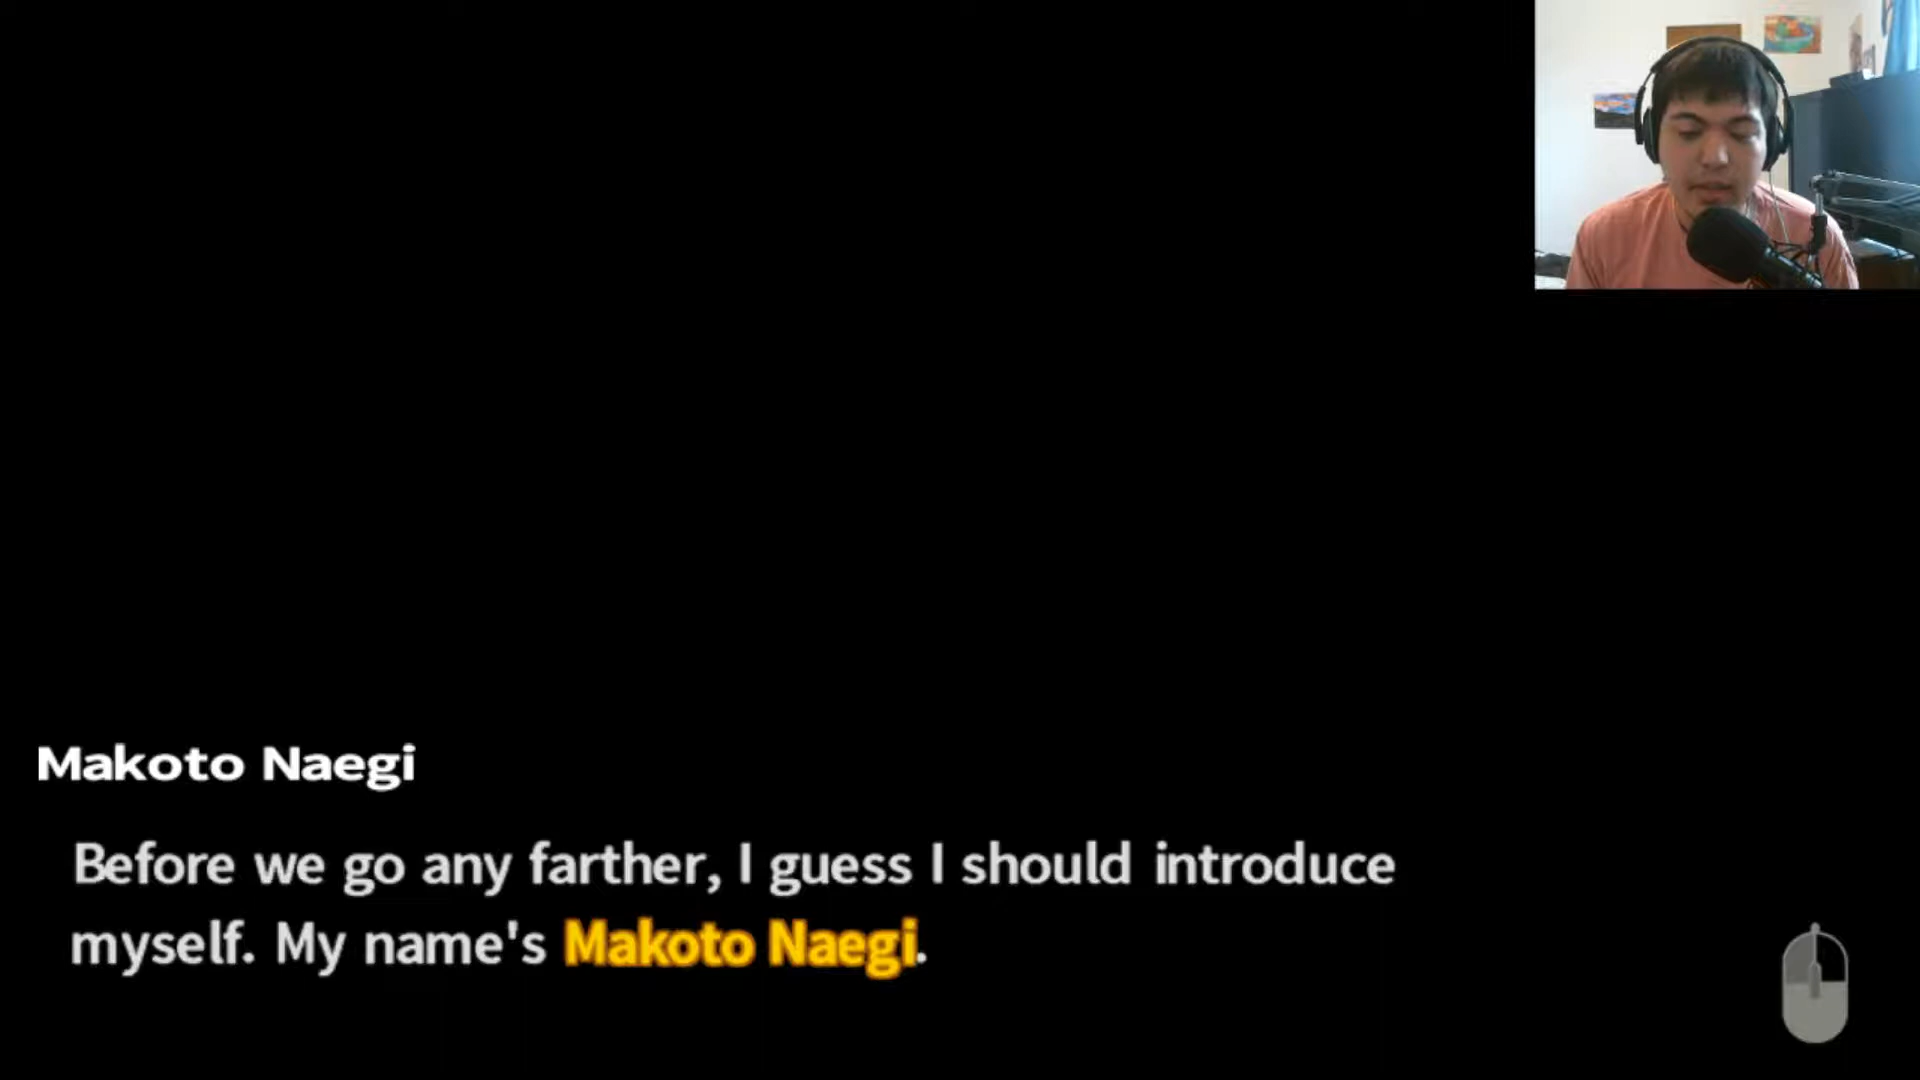 Makoto Naegi
Before we go any farther, I guess I should introduce
myself. My name's Makoto Naegi.